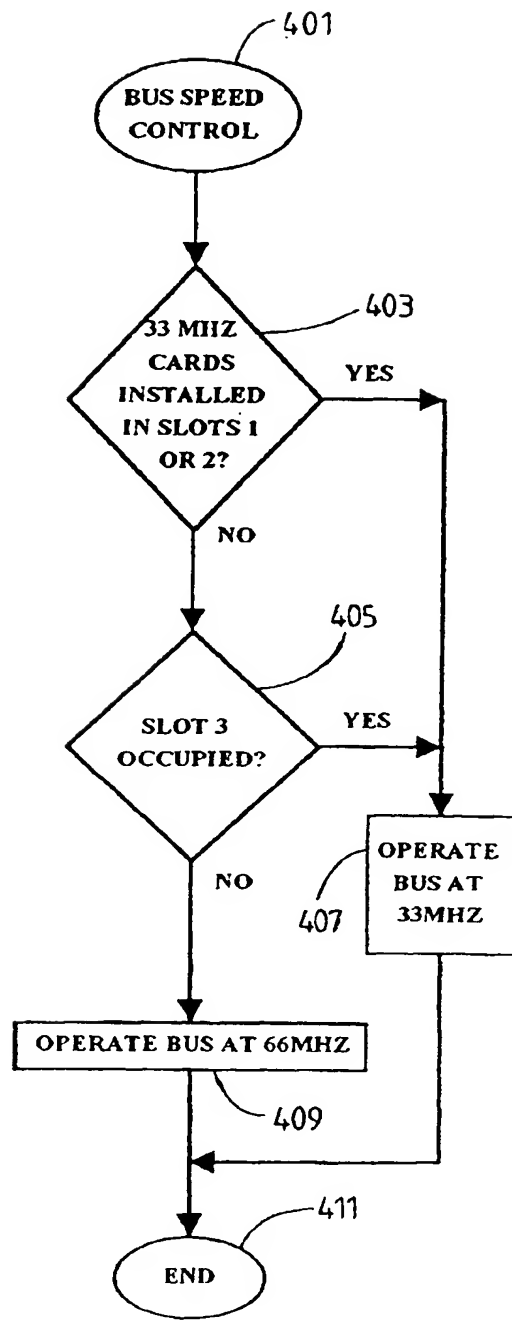 401
BUS SPEED
CONTROL
33 MHZ
CARDS
INSTALLED
IN SLOTS 1
OR 2?
403
YES
NO
405
SLOT 3
OCCUPIED?
YES
NO
OPERATE
BUS AT
33MHZ
407
OPERATE BUS AT 66MHZ
409
411
END